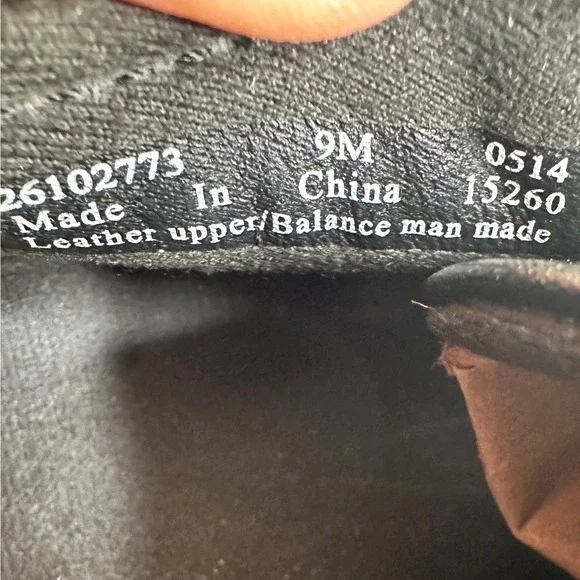 26102773 9M 0514
Made In China 15260
Leather upper/Balance man made